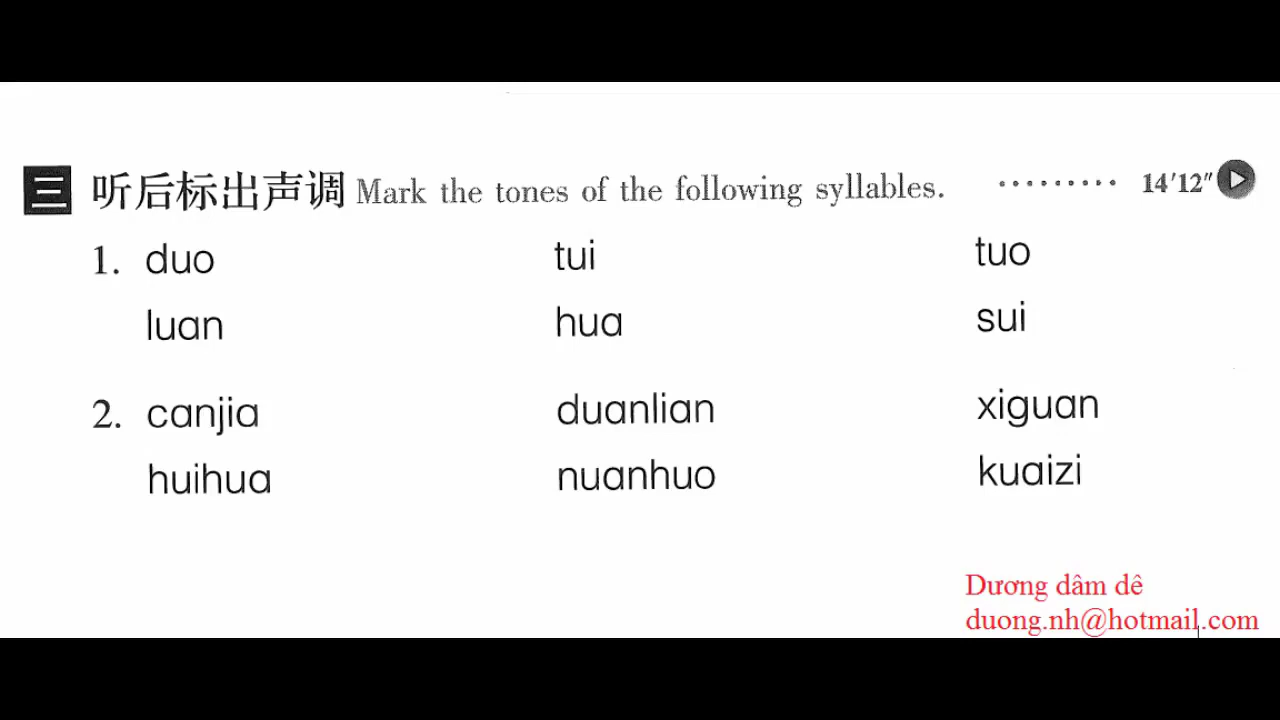 三 听后标出声调 Mark the tones of the following syllables. ········· 14′12″
1. duo tui tuo
luan hua sui
2. canjia duanlian xiguan
huihua nuanhuo kuaizi
Dương dâm dê
duong.nh@hotmail.com